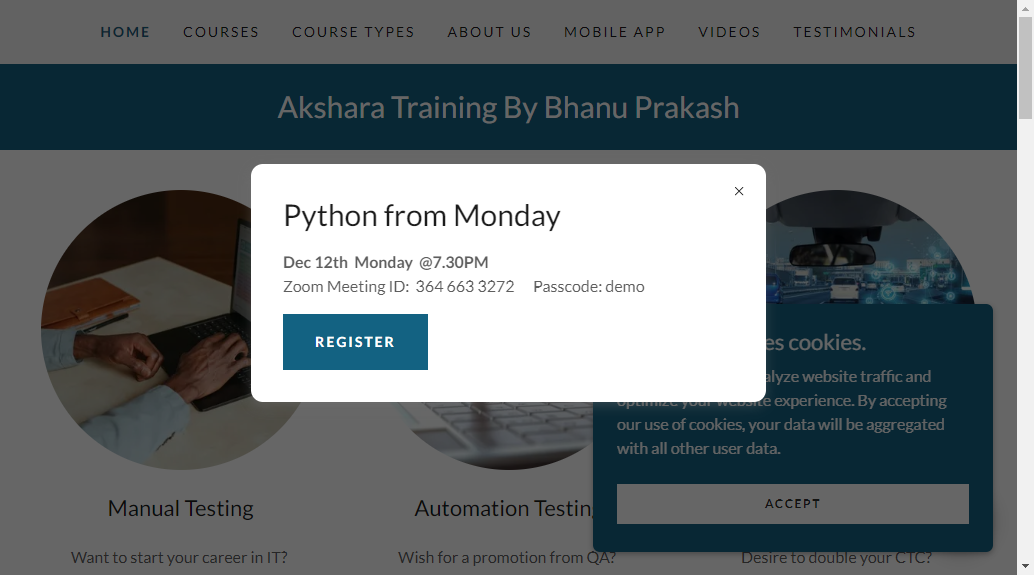 HOME COURSES COURSE TYPES ABOUT US MOBILE APP VIDEOS TESTIMONIALS
Akshara Training By Bhanu Prakash
Python from Monday
Dec 12th Monday @7.30PM
Zoom Meeting ID: 364 663 3272 Passcode: demo
REGISTER
es cookies.
alyze website traffic and
optimize your website experience. By accepting
our use of cookies, your data will be aggregated
with all other user data.
ACCEPT
Manual Testing
Want to start your career in IT?
Automation Testing
Wish for a promotion from QA?
Desire to double your CTC?